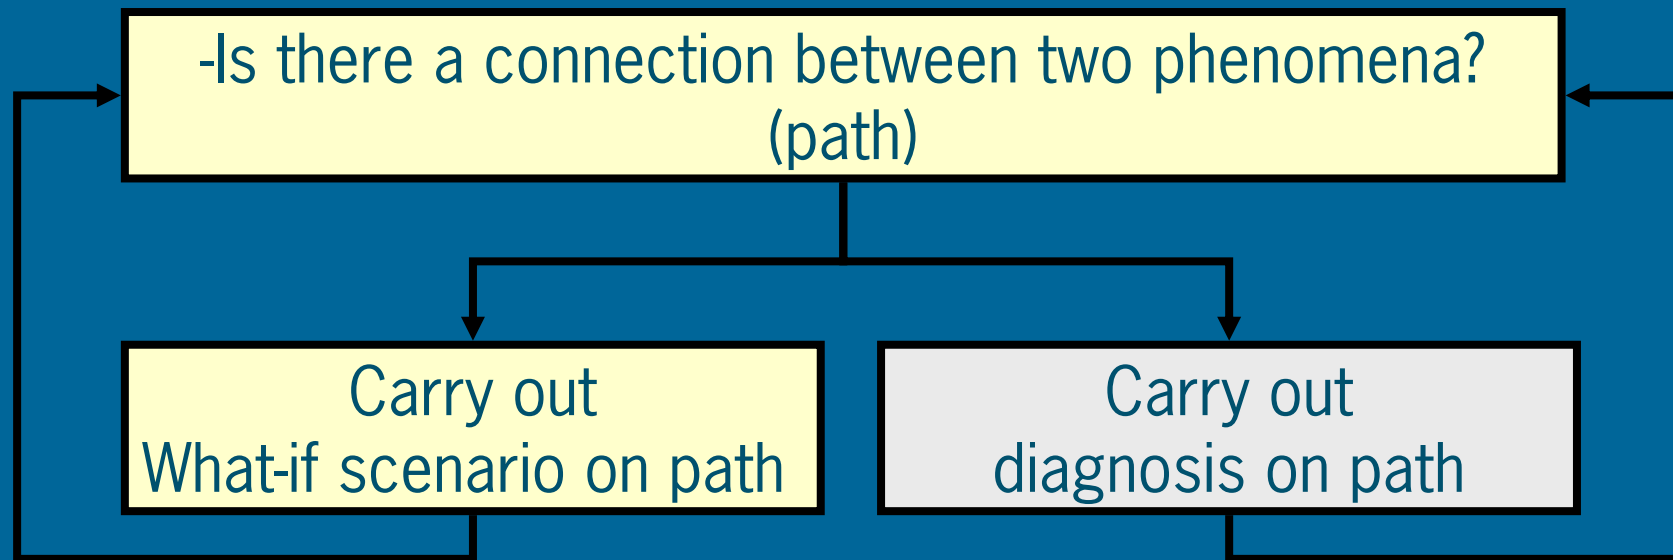 -Is there a connection between two phenomena?
(path)
Carry out
What-if scenario on path
Carry out
diagnosis on path